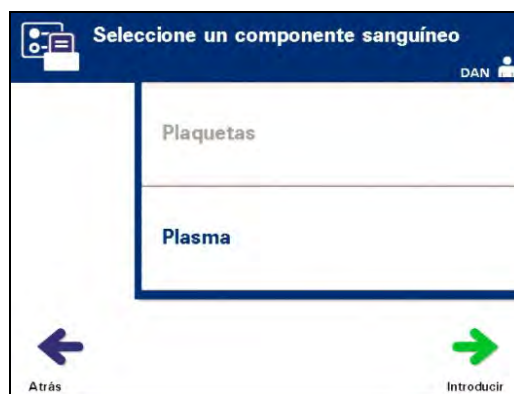 Seleccione un componente sanguíneo
DAN
Plaquetas
Plasma
Atrás
Introducir